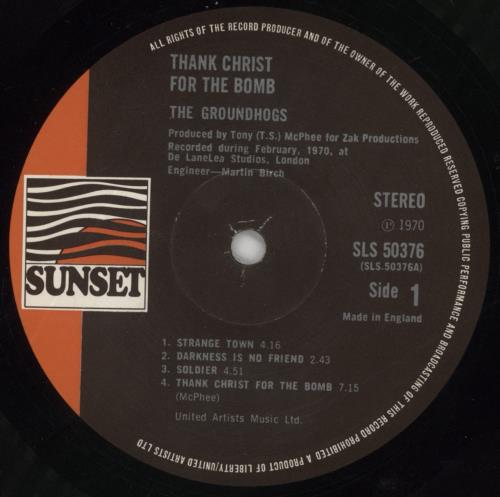 ALL RIGHTS OF THE RECORD PRODUCER AND OF THE OWNER OF THE WORK REPRODUCED RESERVED COPYING PUBLIC PERFORMANCE AND BROADCASTING OF THIS RECORD PROHIBITED A PRODUCT OF LIBERTY/UNITED ARTISTS LTD
THANK CHRIST
FOR THE BOMB
THE GROUNDHOGS
Produced by Tony (T.S.) McPhee for Zak Productions
Recorded during February, 1970, at
De LaneLea Studios, London
Engineer—Martin Birch
STEREO
Ⓟ 1970
SLS 50376
(SLS.50376A)
Side 1
Made in England
SUNSET
1. STRANGE TOWN 4.16
2. DARKNESS IS NO FRIEND 2.43
3. SOLDIER 4.51
4. THANK CHRIST FOR THE BOMB 7.15
(McPhee)
United Artists Music Ltd.